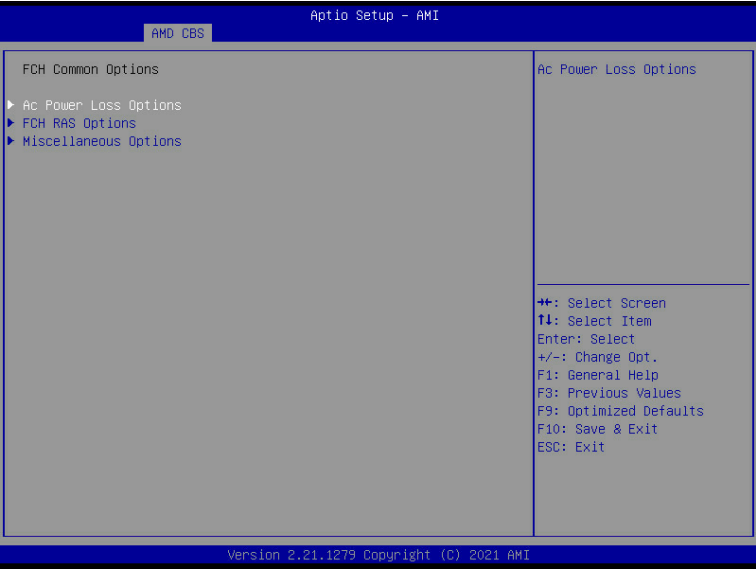 Aptio Setup – AMI
AMD CBS
FCH Common Options
Ac Power Loss Options
FCH RAS Options
Miscellaneous Options
Ac Power Loss Options
→←: Select Screen
↑↓: Select Item
Enter: Select
+/-: Change Opt.
F1: General Help
F3: Previous Values
F9: Optimized Defaults
F10: Save & Exit
ESC: Exit
Version 2.21.1279 Copyright (C) 2021 AMI